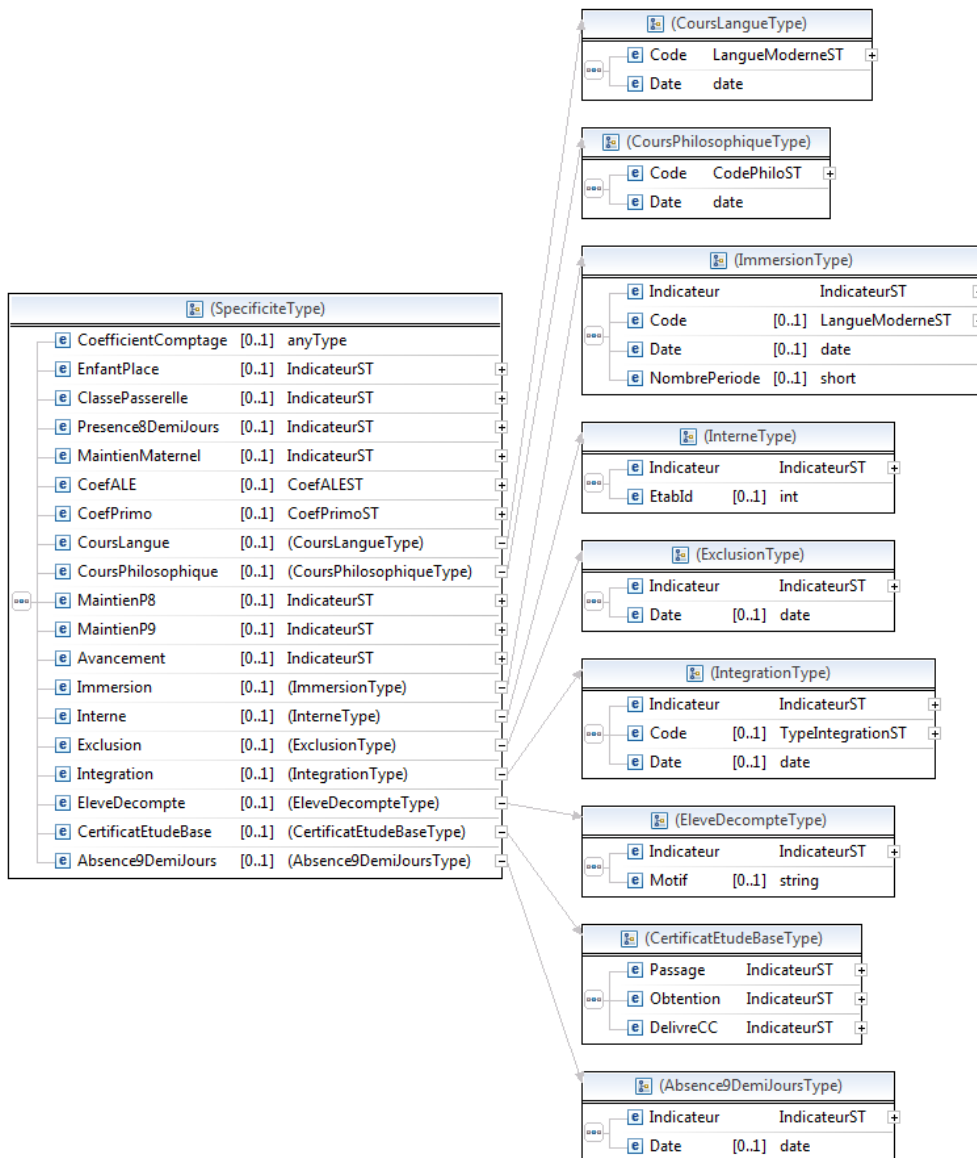 (CoursLangueType)
e Code LangueModerneST
e Date date
(CoursPhilosophiqueType)
e Code CodePhiloST
e Date date
(ImmersionType)
e Indicateur IndicateurST
e Code [0..1] LangueModerneST
e Date [0..1] date
e NombrePeriode [0..1] short
(SpecificiteType)
e CoefficientComptage [0..1] anyType
e EnfantPlace [0..1] IndicateurST
e ClassePasserelle [0..1] IndicateurST
e Presence8DemiJours [0..1] IndicateurST
e MaintienMaternel [0..1] IndicateurST
e CoefALE [0..1] CoefALEST
e CoefPrimo [0..1] CoefPrimoST
e CoursLangue [0..1] (CoursLangueType)
e CoursPhilosophique [0..1] (CoursPhilosophiqueType)
e MaintienP8 [0..1] IndicateurST
e MaintienP9 [0..1] IndicateurST
e Avancement [0..1] IndicateurST
e Immersion [0..1] (ImmersionType)
e Interne [0..1] (InterneType)
e Exclusion [0..1] (ExclusionType)
e Integration [0..1] (IntegrationType)
e EleveDecompte [0..1] (EleveDecompteType)
e CertificatEtudeBase [0..1] (CertificatEtudeBaseType)
e Absence9DemiJours [0..1] (Absence9DemiJoursType)
(InterneType)
e Indicateur IndicateurST
e EtabId [0..1] int
(ExclusionType)
e Indicateur IndicateurST
e Date [0..1] date
(IntegrationType)
e Indicateur IndicateurST
e Code [0..1] TypeIntegrationST
e Date [0..1] date
(EleveDecompteType)
e Indicateur IndicateurST
e Motif [0..1] string
(CertificatEtudeBaseType)
e Passage IndicateurST
e Obtention IndicateurST
e DelivreCC IndicateurST
(Absence9DemiJoursType)
e Indicateur IndicateurST
e Date [0..1] date